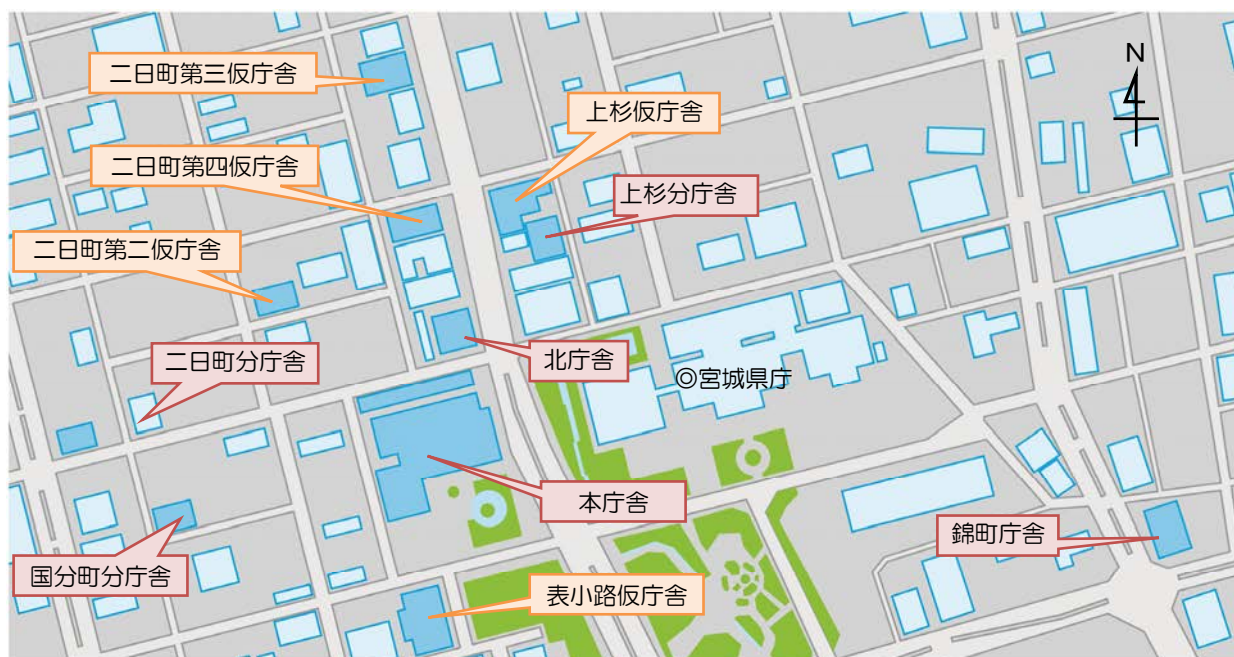 N
二日町第三仮庁舎
上杉仮庁舎
二日町第四仮庁舎
上杉分庁舎
二日町第二仮庁舎
二日町分庁舎
北庁舎
◎宮城県庁
本庁舎
錦町庁舎
国分町分庁舎
表小路仮庁舎